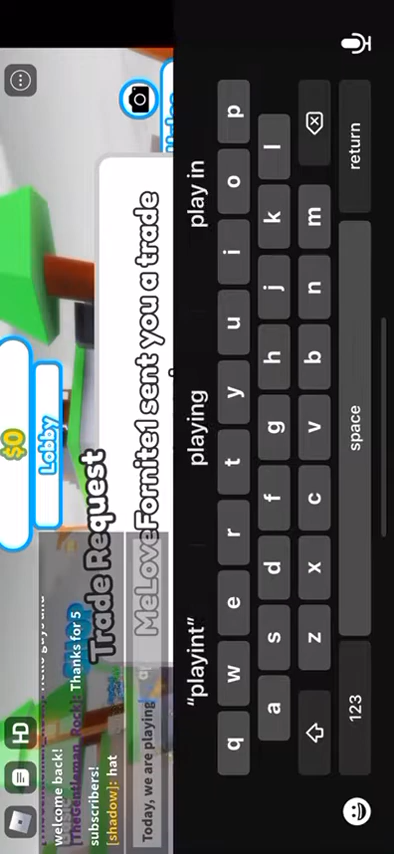 HD
$0
Lobby
welcome back!
[TheGentleman_Rock]: Thanks for 5
subscribers!
[shadow]: hat
Today, we are playing
Trade Request
MeLoveFornite1 sent you a trade
"playint"
playing
play in
q w e r t y u i o p
a s d f g h j k l
z x c v b n m
123
space
return